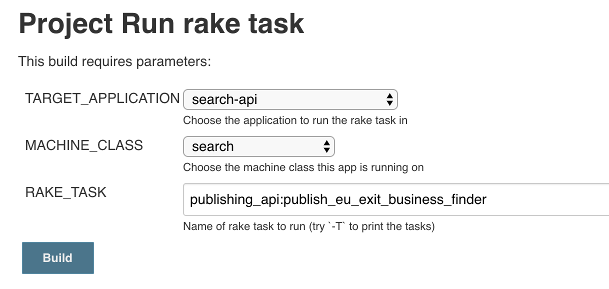 Project Run rake task
This build requires parameters:
TARGET_APPLICATION search-api
Choose the application to run the rake task in
MACHINE_CLASS search
Choose the machine class this app is running on
RAKE_TASK publishing_api:publish_eu_exit_business_finder
Name of rake task to run (try `-T` to print the tasks)
Build